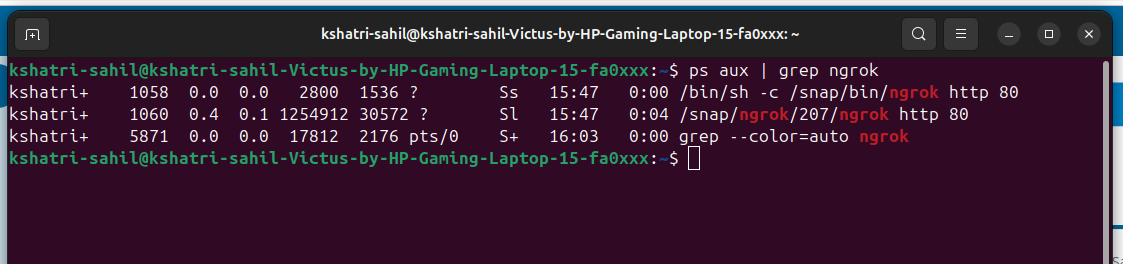 kshatri-sahil@kshatri-sahil-Victus-by-HP-Gaming-Laptop-15-fa0xxx: ~
kshatri-sahil@kshatri-sahil-Victus-by-HP-Gaming-Laptop-15-fa0xxx:~$ ps aux | grep ngrok
kshatri+    1058  0.0  0.0   2800  1536 ?        Ss   15:47   0:00 /bin/sh -c /snap/bin/ngrok http 80
kshatri+    1060  0.4  0.1 1254912 30572 ?       Sl   15:47   0:04 /snap/ngrok/207/ngrok http 80
kshatri+    5871  0.0  0.0  17812  2176 pts/0    S+   16:03   0:00 grep --color=auto ngrok
kshatri-sahil@kshatri-sahil-Victus-by-HP-Gaming-Laptop-15-fa0xxx:~$